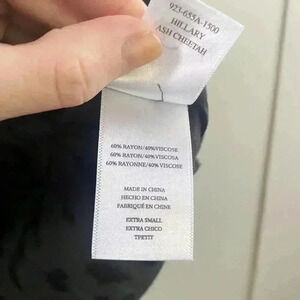 923-655A-1500
HILLARY
ASH CHEETAH
60% RAYON/40%VISCOSE
60% RAYON/40%VISCOSA
60% RAYONNE/40% VISCOSE
MADE IN CHINA
HECHO EN CHINA
FABRIQUÉ EN CHINE
EXTRA SMALL
EXTRA CHICO
TPETIT